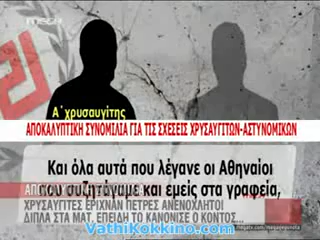 Α΄χρυσαυγίτης
ΑΠΟΚΑΛΥΠΤΙΚΗ ΣΥΝΟΜΙΛΙΑ ΓΙΑ ΤΙΣ ΣΧΕΣΕΙΣ ΧΡΥΣΑΥΓΙΤΩΝ-ΑΣΤΥΝΟΜΙΚΩΝ
Και όλα αυτά που λέγανε οι Αθηναίοι
που συζητάγαμε και εμείς στα γραφεία,
ΧΡΥΣΑΥΓΙΤΕΣ ΕΡΙΧΝΑΝ ΠΕΤΡΕΣ ΑΝΕΝΟΧΛΗΤΟΙ
ΔΙΠΛΑ ΣΤΑ ΜΑΤ. ΕΠΕΙΔΗ ΤΟ ΚΑΝΟΝΙΣΕ Ο ΚΟΝΤΟΣ...
VathiKokkino.com